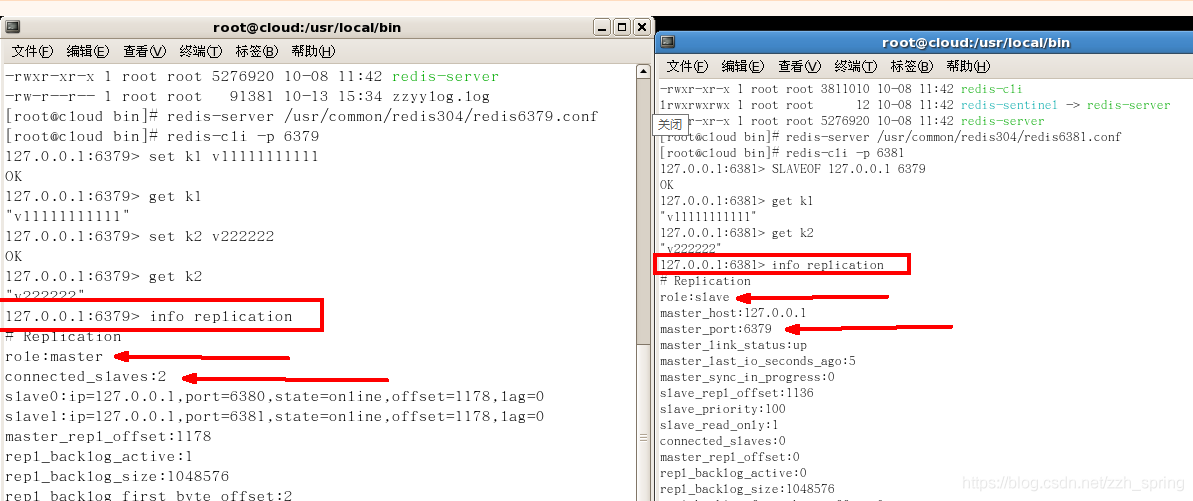 root@cloud:/usr/local/bin
文件(F) 编辑(E) 查看(V) 终端(T) 标签(B) 帮助(H)
-rwxr-xr-x 1 root root 5276920 10-08 11:42 redis-server
-rw-r--r-- 1 root root   91381 10-13 15:34 zzyylog.log
[root@cloud bin]# redis-server /usr/common/redis304/redis6379.conf
[root@cloud bin]# redis-cli -p 6379
127.0.0.1:6379> set k1 v11111111111
OK
127.0.0.1:6379> get k1
"v11111111111"
127.0.0.1:6379> set k2 v222222
OK
127.0.0.1:6379> get k2
"v222222"
127.0.0.1:6379> info replication
# Replication
role:master
connected_slaves:2
slave0:ip=127.0.0.1,port=6380,state=online,offset=1178,lag=0
slave1:ip=127.0.0.1,port=6381,state=online,offset=1178,lag=0
master_repl_offset:1178
repl_backlog_active:1
repl_backlog_size:1048576
repl_backlog_first_byte_offset:2
root@cloud:/usr/local/bin
文件(F) 编辑(E) 查看(V) 终端(T) 标签(B) 帮助(H)
-rwxr-xr-x 1 root root 3811010 10-08 11:42 redis-cli
lrwxrwxrwx 1 root root      12 10-08 11:42 redis-sentinel -> redis-server
关闭
xr-x 1 root root 5276920 10-08 11:42 redis-server
[root@cloud bin]# redis-server /usr/common/redis304/redis6381.conf
[root@cloud bin]# redis-cli -p 6381
127.0.0.1:6381> SLAVEOF 127.0.0.1 6379
OK
127.0.0.1:6381> get k1
"v11111111111"
127.0.0.1:6381> get k2
"v222222"
127.0.0.1:6381> info replication
# Replication
role:slave
master_host:127.0.0.1
master_port:6379
master_link_status:up
master_last_io_seconds_ago:5
master_sync_in_progress:0
slave_repl_offset:1136
slave_priority:100
slave_read_only:1
connected_slaves:0
master_repl_offset:0
repl_backlog_active:0
repl_backlog_size:1048576
https://blog.csdn.net/zzh_spring